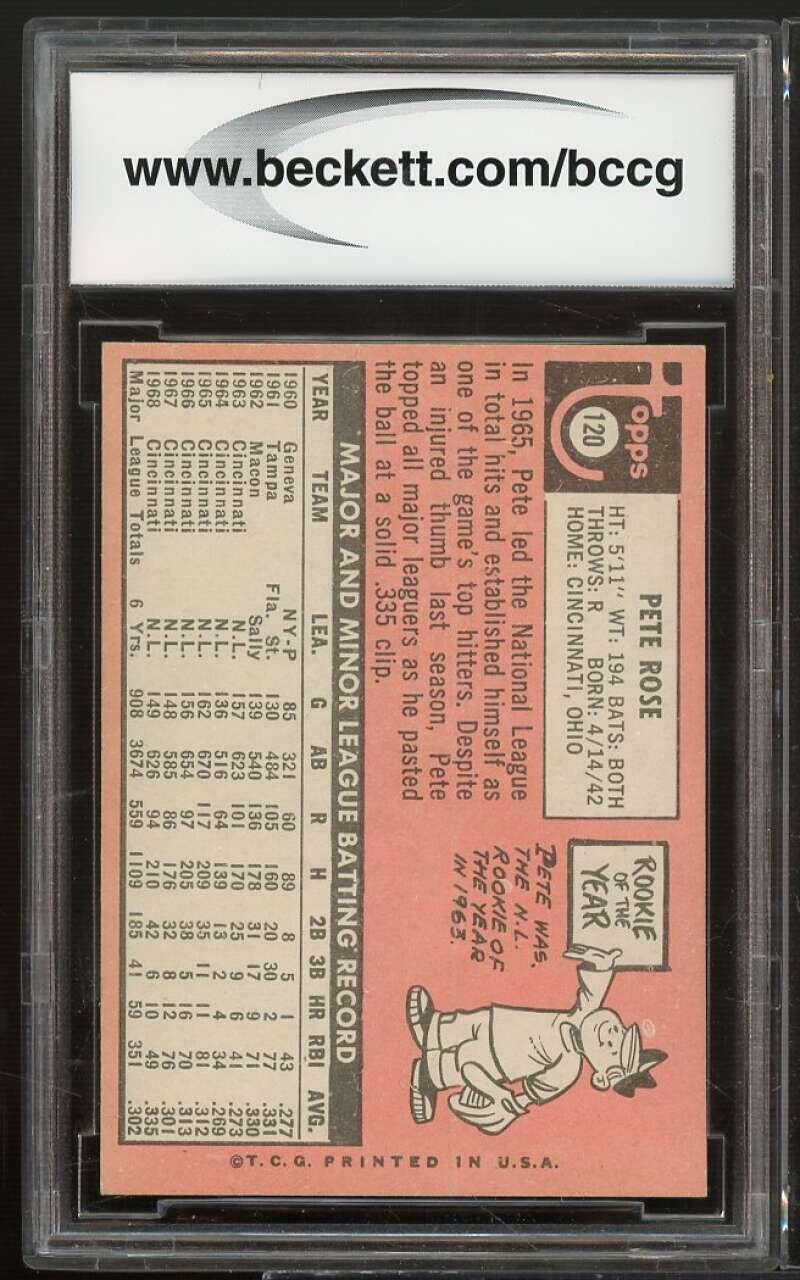 www.beckett.com/bccg
Topps
120
PETE ROSE
HT: 5'11" WT: 194 BATS: BOTH
THROWS: R BORN: 4/14/42
HOME: CINCINNATI, OHIO
In 1965, Pete led the National League
in total hits and established himself as
one of the game's top hitters. Despite
an injured thumb last season, Pete
topped all major leaguers as he pasted
the ball at a solid .335 clip.
ROOKIE
OF THE
YEAR
PETE WAS
THE N.L.
ROOKIE OF
THE YEAR
IN 1963.
MAJOR AND MINOR LEAGUE BATTING RECORD
YEAR TEAM LEA. G AB R H 2B 3B HR RBI AVG.
1960 Geneva NY-P 85 321 60 89 8 5 1 43 .277
1961 Tampa Fla. St. 130 484 105 160 20 30 2 77 .331
1962 Macon Sally 139 540 136 178 31 17 9 71 .330
1963 Cincinnati N.L. 157 623 101 170 25 9 6 41 .273
1964 Cincinnati N.L. 136 516 64 139 13 2 4 34 .269
1965 Cincinnati N.L. 162 670 117 209 35 11 11 81 .312
1966 Cincinnati N.L. 156 654 97 205 38 5 16 70 .313
1967 Cincinnati N.L. 148 585 86 176 32 8 12 76 .301
1968 Cincinnati N.L. 149 626 94 210 42 6 10 49 .335
Major League Totals 6 Yrs. 908 3674 559 1109 185 41 59 351 .302
©T.C.G. PRINTED IN U.S.A.